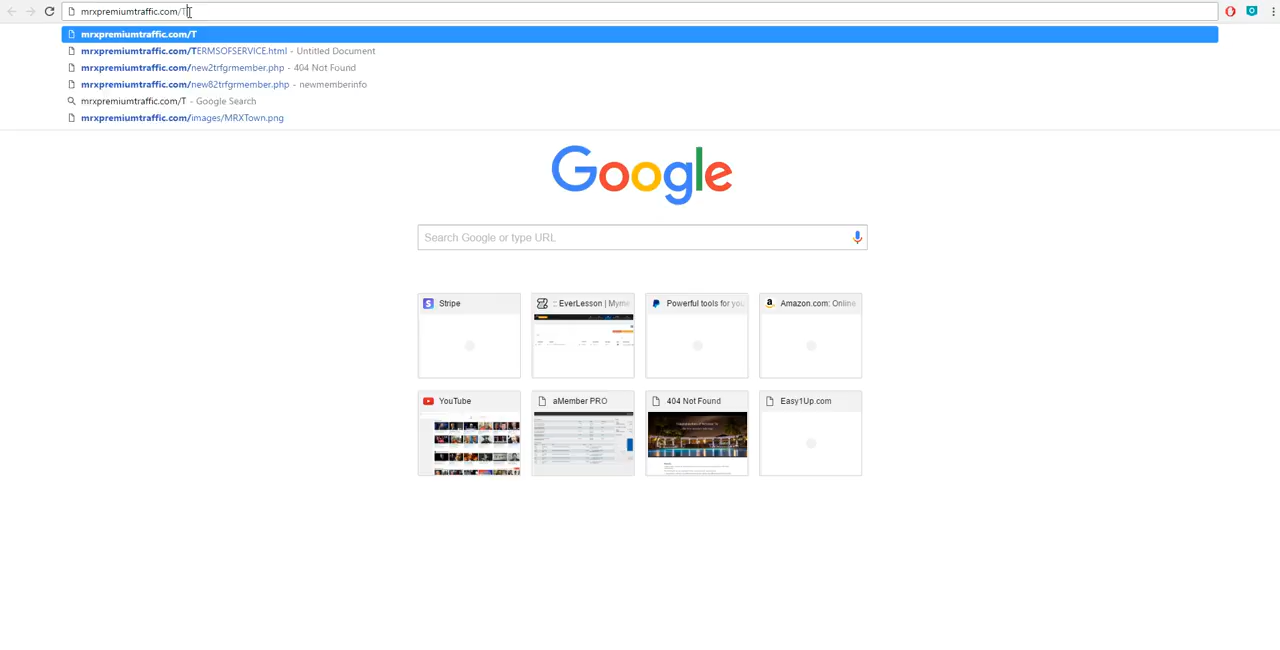 mrxpremiumtraffic.com/T
mrxpremiumtraffic.com/T
mrxpremiumtraffic.com/TERMSOFSERVICE.html - Untitled Document
mrxpremiumtraffic.com/new2trfgrmember.php - 404 Not Found
mrxpremiumtraffic.com/new82trfgrmember.php - newmemberinfo
mrxpremiumtraffic.com/T - Google Search
mrxpremiumtraffic.com/images/MRXTown.png
Google
Search Google or type URL
Stripe
:: EverLesson | Myme
Powerful tools for you
Amazon.com: Online
YouTube
aMember PRO
404 Not Found
Easy1Up.com